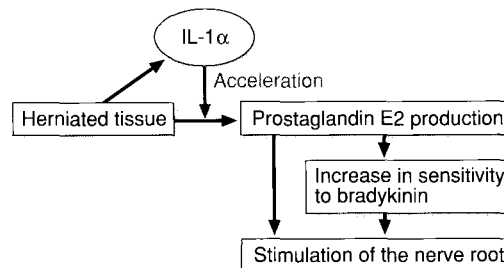 IL-1α
Acceleration
Herniated tissue
Prostaglandin E2 production
Increase in sensitivity
to bradykinin
Stimulation of the nerve root